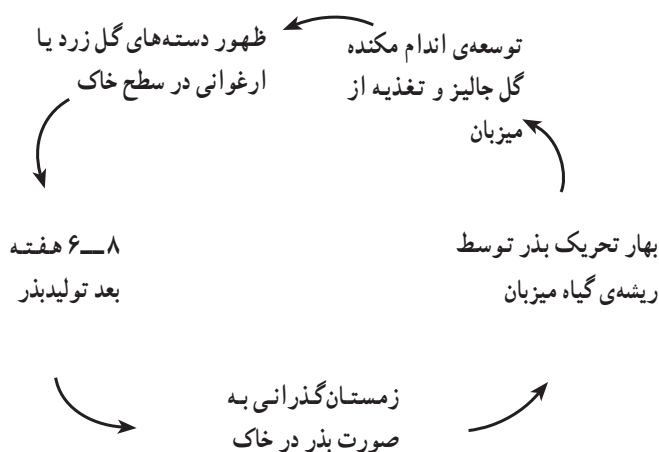 توسعه‌ی اندام مکنده
گل جالیز و تغذیه از
میزبان
ظهور دسته‌های گل زرد یا
ارغوانی در سطح خاک
۸ــ۶ هفته
بعد تولیدبذر
زمستان‌گذرانی به
صورت بذر در خاک
بهار تحریک بذر توسط
ریشه‌ی گیاه میزبان